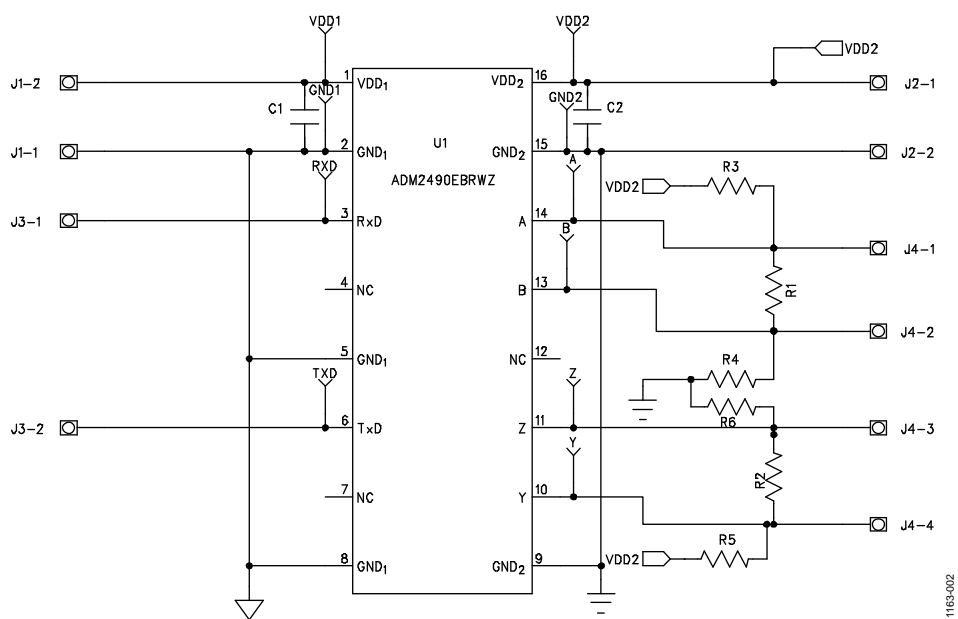 VDD1
VDD2
VDD2
J1-2
1
VDD1
VDD2
16
J2-1
C1
GND1
GND2
C2
J1-1
2
GND1
U1
GND2
15
J2-2
RXD
ADM2490EBRWZ
A
VDD2
R3
J3-1
3
RxD
A
14
B
J4-1
4
NC
B
13
R1
J4-2
5
GND1
NC
12
R4
TXD
Z
R6
J3-2
6
TxD
Z
11
J4-3
Y
R2
7
NC
Y
10
J4-4
R5
VDD2
8
GND1
GND2
9
1163-002